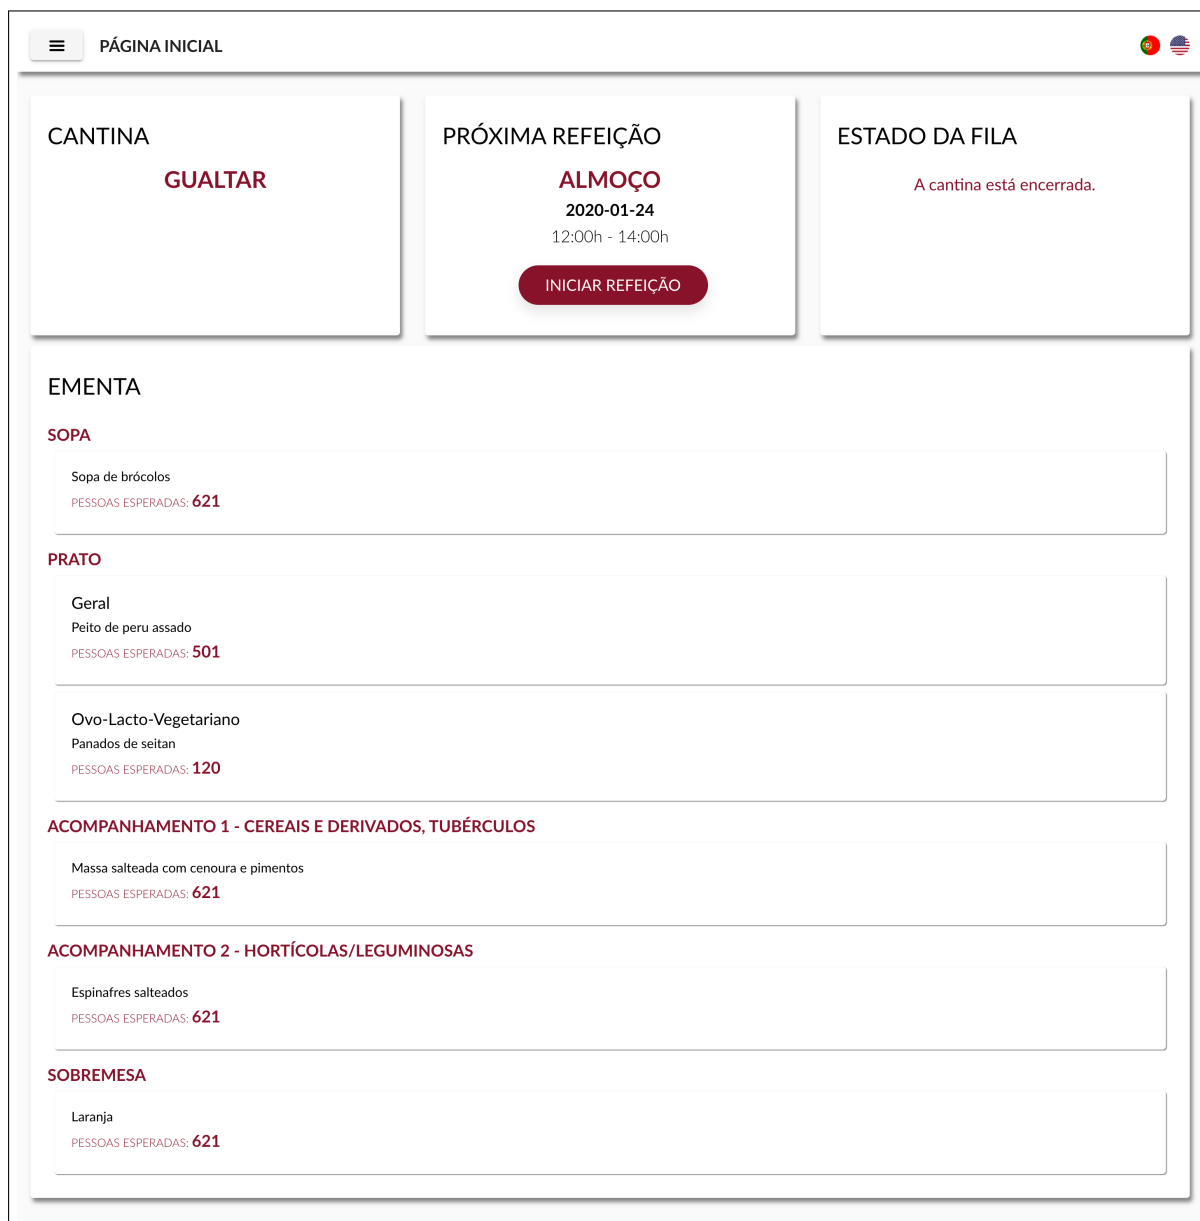 PÁGINA INICIAL
CANTINA
GUALTAR
PRÓXIMA REFEIÇÃO
ALMOÇO
2020-01-24
12:00h - 14:00h
INICIAR REFEIÇÃO
ESTADO DA FILA
A cantina está encerrada.
EMENTA
SOPA
Sopa de brócolos
PESSOAS ESPERADAS: 621
PRATO
Geral
Peito de peru assado
PESSOAS ESPERADAS: 501
Ovo-Lacto-Vegetariano
Panados de seitan
PESSOAS ESPERADAS: 120
ACOMPANHAMENTO 1 - CEREAIS E DERIVADOS, TUBÉRCULOS
Massa salteada com cenoura e pimentos
PESSOAS ESPERADAS: 621
ACOMPANHAMENTO 2 - HORTÍCOLAS/LEGUMINOSAS
Espinafres salteados
PESSOAS ESPERADAS: 621
SOBREMESA
Laranja
PESSOAS ESPERADAS: 621